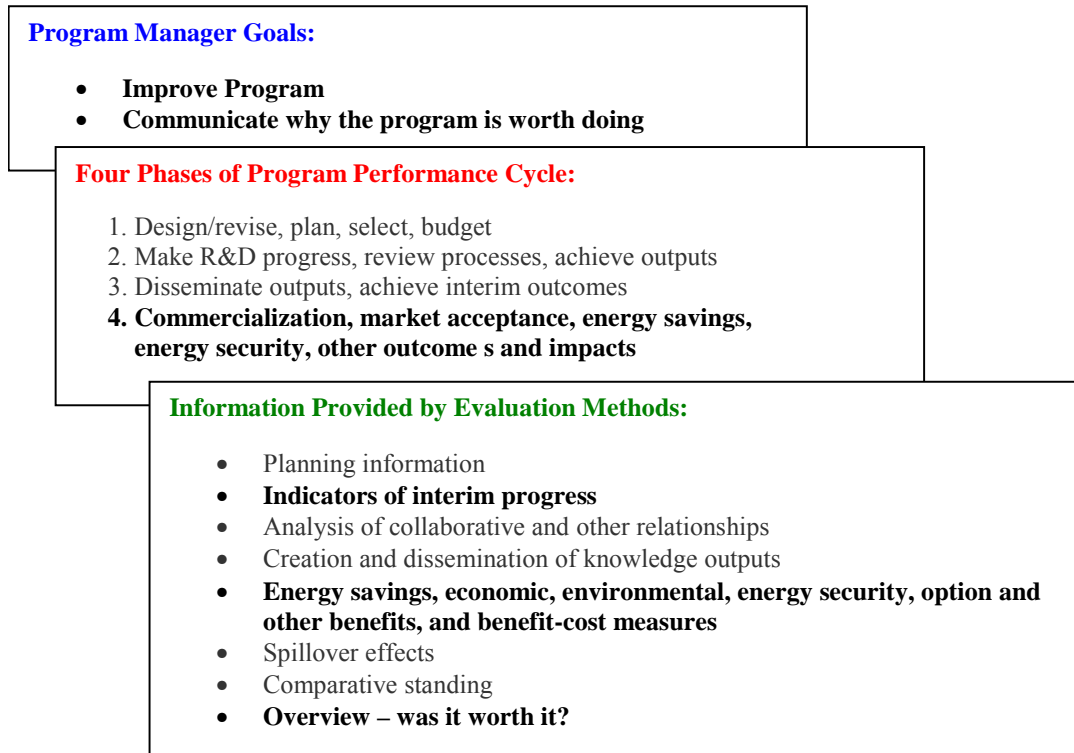 Program Manager Goals:
• Improve Program
• Communicate why the program is worth doing
Four Phases of Program Performance Cycle:
1. Design/revise, plan, select, budget
2. Make R&D progress, review processes, achieve outputs
3. Disseminate outputs, achieve interim outcomes
4. Commercialization, market acceptance, energy savings,
energy security, other outcome s and impacts
Information Provided by Evaluation Methods:
• Planning information
• Indicators of interim progress
• Analysis of collaborative and other relationships
• Creation and dissemination of knowledge outputs
• Energy savings, economic, environmental, energy security, option and
other benefits, and benefit-cost measures
• Spillover effects
• Comparative standing
• Overview – was it worth it?